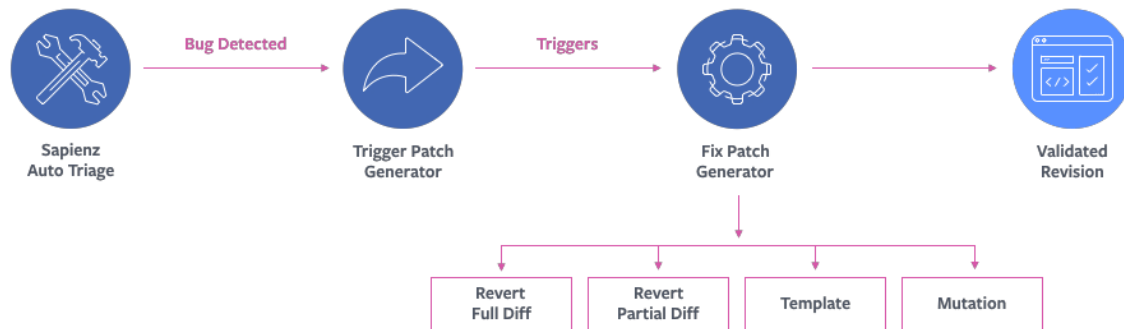 Bug Detected
Triggers
Sapienz
Auto Triage
Trigger Patch
Generator
Fix Patch
Generator
Validated
Revision
</>
Revert
Full Diff
Revert
Partial Diff
Template
Mutation